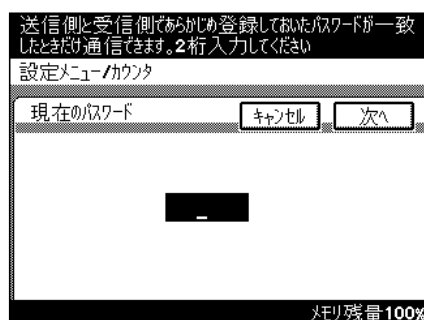 送信側と受信側であらかじめ登録しておいたパスワードが一致
したときだけ通信できます。2桁入力してください
設定メニュー/カウンタ
現在のパスワード
キャンセル
次へ
_
メモリ残量100%